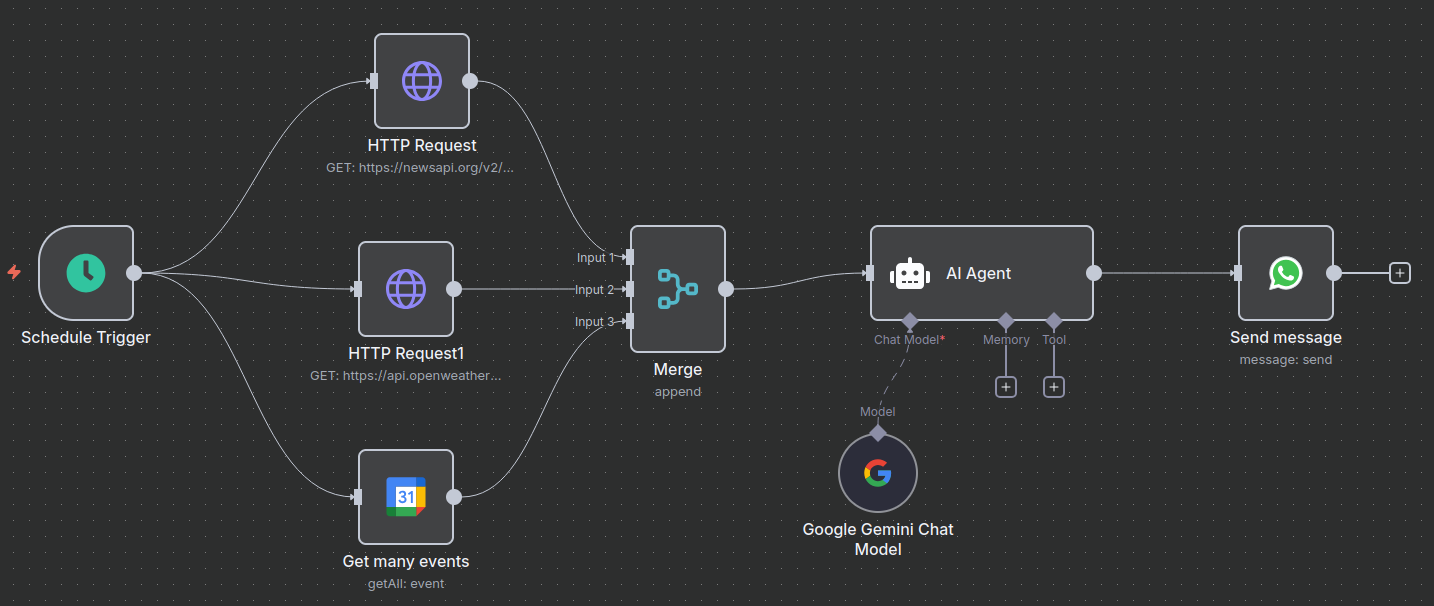 HTTP Request
GET: https://newsapi.org/v2/...
Schedule Trigger
HTTP Request1
GET: https://api.openweather...
31
Get many events
getAll: event
Input 1
Input 2
Input 3
Merge
append
AI Agent
Chat Model*
Memory
Tool
Model
Google Gemini Chat
Model
Send message
message: send